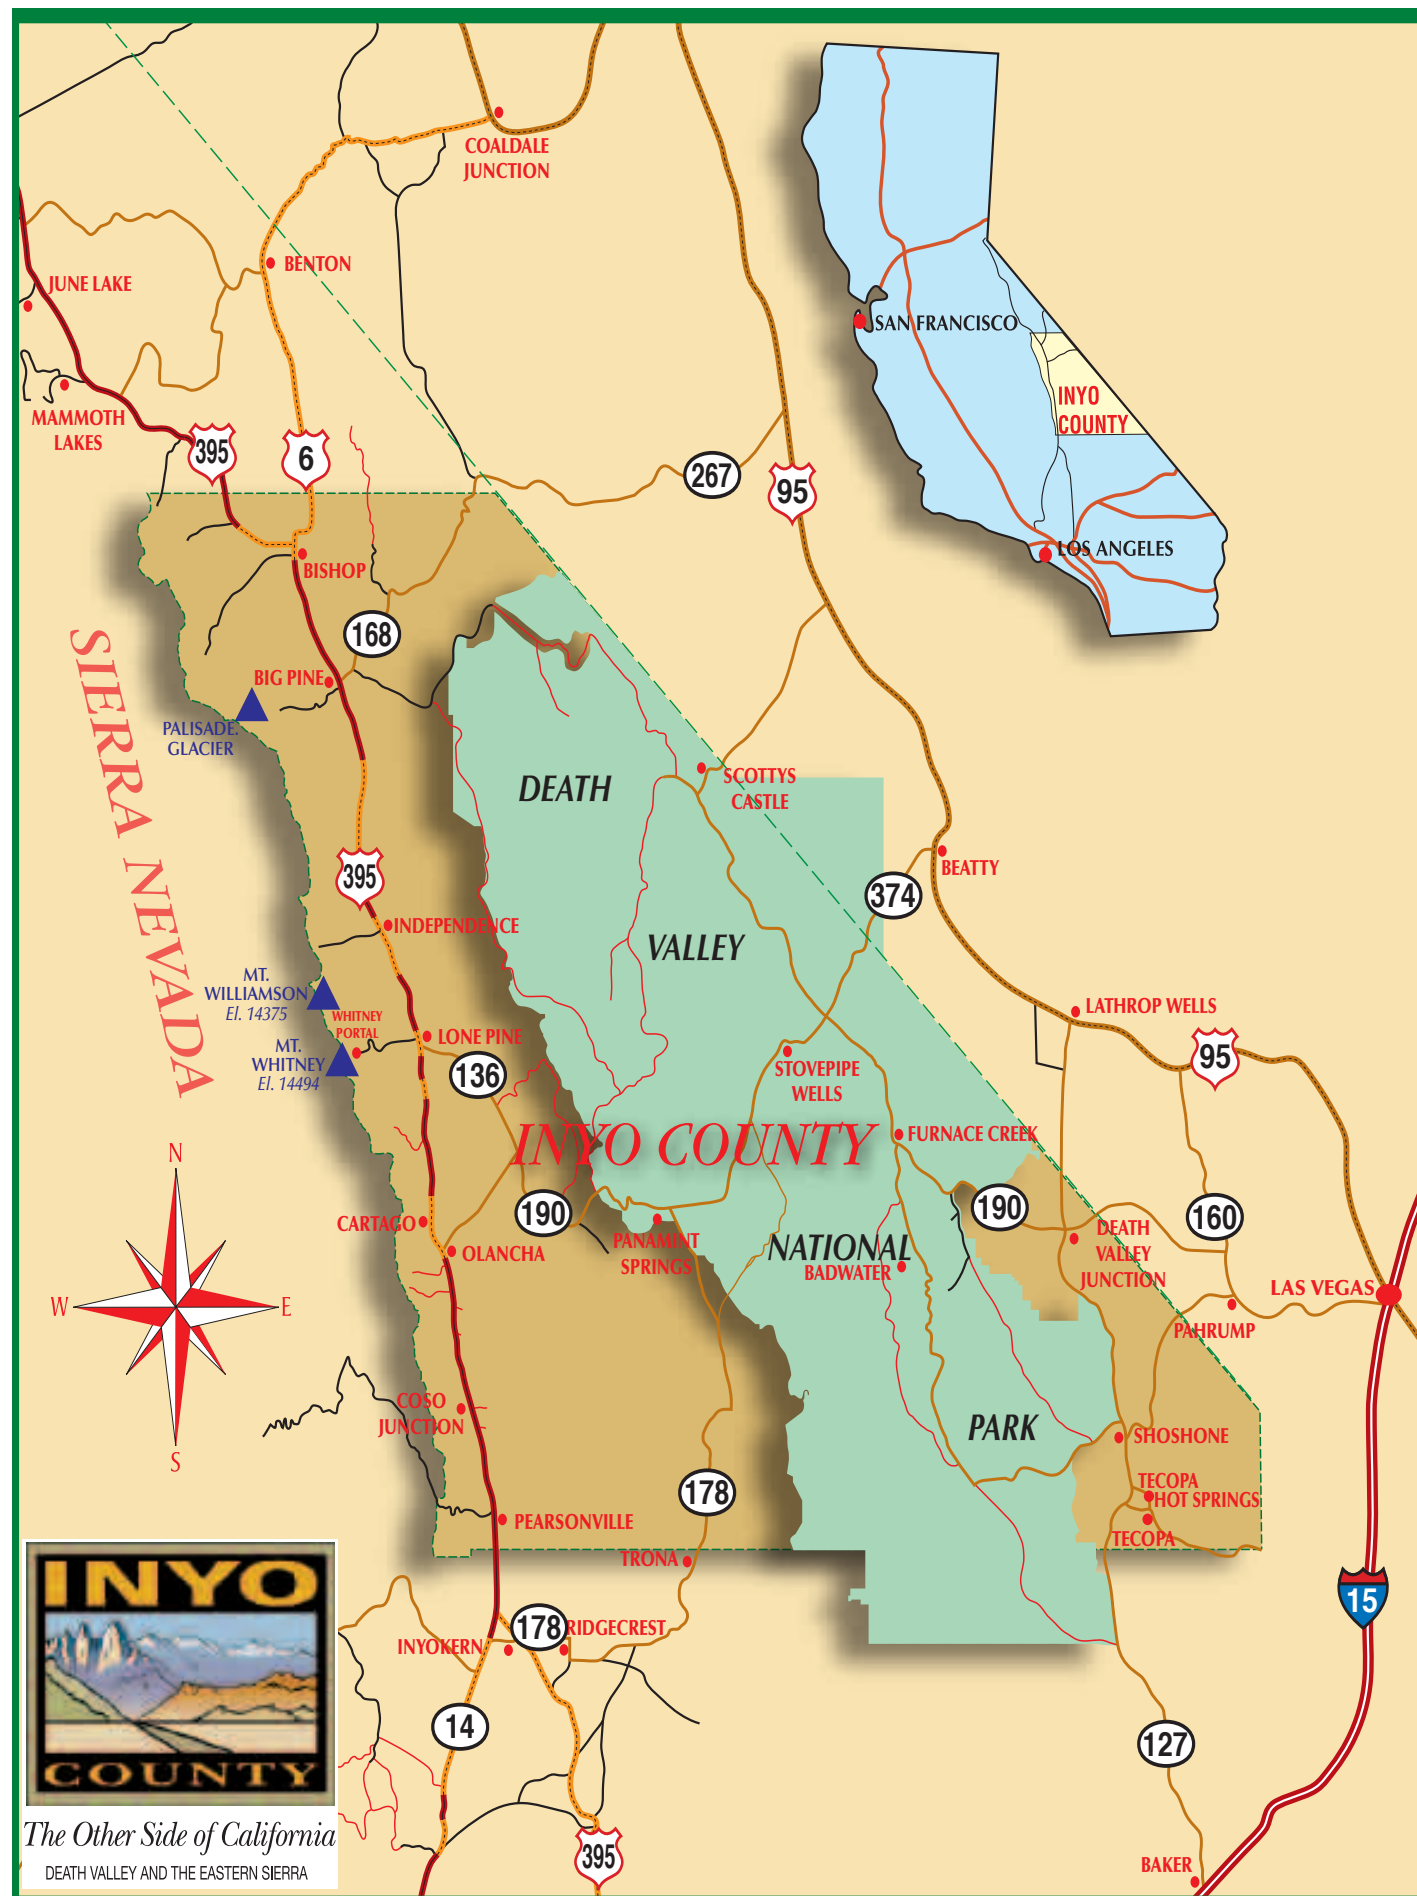 COALDALE
JUNCTION
BENTON
JUNE LAKE
SAN FRANCISCO
MAMMOTH
LAKES
INYO
COUNTY
395
6
267
95
LOS ANGELES
BISHOP
168
SIERRA NEVADA
BIG PINE
PALISADE
GLACIER
DEATH
SCOTTYS
CASTLE
BEATTY
395
374
INDEPENDENCE
VALLEY
MT.
WILLIAMSON
El. 14375
WHITNEY
PORTAL
LATHROP WELLS
LONE PINE
MT.
WHITNEY
El. 14494
136
STOVEPIPE
WELLS
95
INYO COUNTY
FURNACE CREEK
N
190
190
160
CARTAGO
PANAMINT
SPRINGS
DEATH
VALLEY
JUNCTION
OLANCHA
NATIONAL
BADWATER
LAS VEGAS
W
E
PAHRUMP
COSO
JUNCTION
PARK
SHOSHONE
S
178
TECOPA
HOT SPRINGS
PEARSONVILLE
TECOPA
TRONA
INYO
15
178
RIDGECREST
INYOKERN
14
127
COUNTY
The Other Side of California
395
BAKER
DEATH VALLEY AND THE EASTERN SIERRA